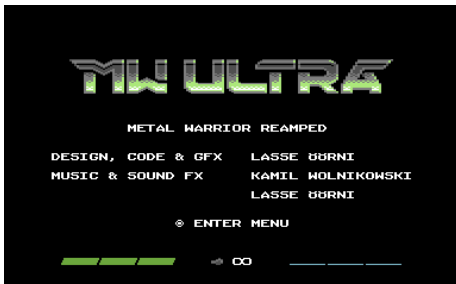 MW ULTRA
METAL WARRIOR REAMPED
DESIGN, CODE & GFX LASSE ÖÖRNI
MUSIC & SOUND FX KAMIL WOLNIKOWSKI
LASSE ÖÖRNI
ENTER MENU
∞